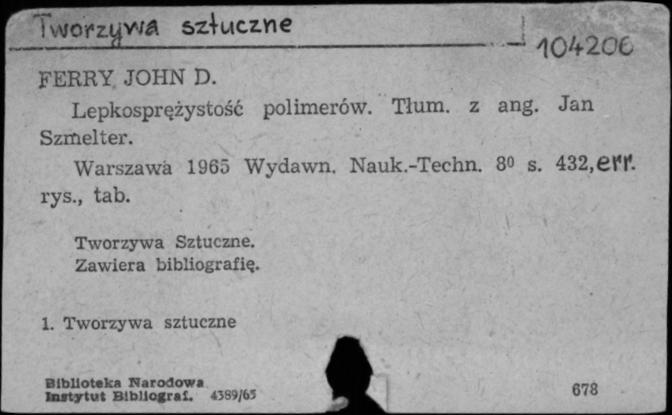 Tworzywa sztuczne
104206
FERRY, JOHN D.
Lepkosprężystość polimerów. Tłum. z ang. Jan
Szmelter.
Warszawa 1965 Wydawn. Nauk.-Techn. 8⁰ s. 432, err.
rys., tab.
Tworzywa Sztuczne.
Zawiera bibliografię.
1. Tworzywa sztuczne
Biblioteka Narodowa
Instytut Bibliograf. 4389/65
678